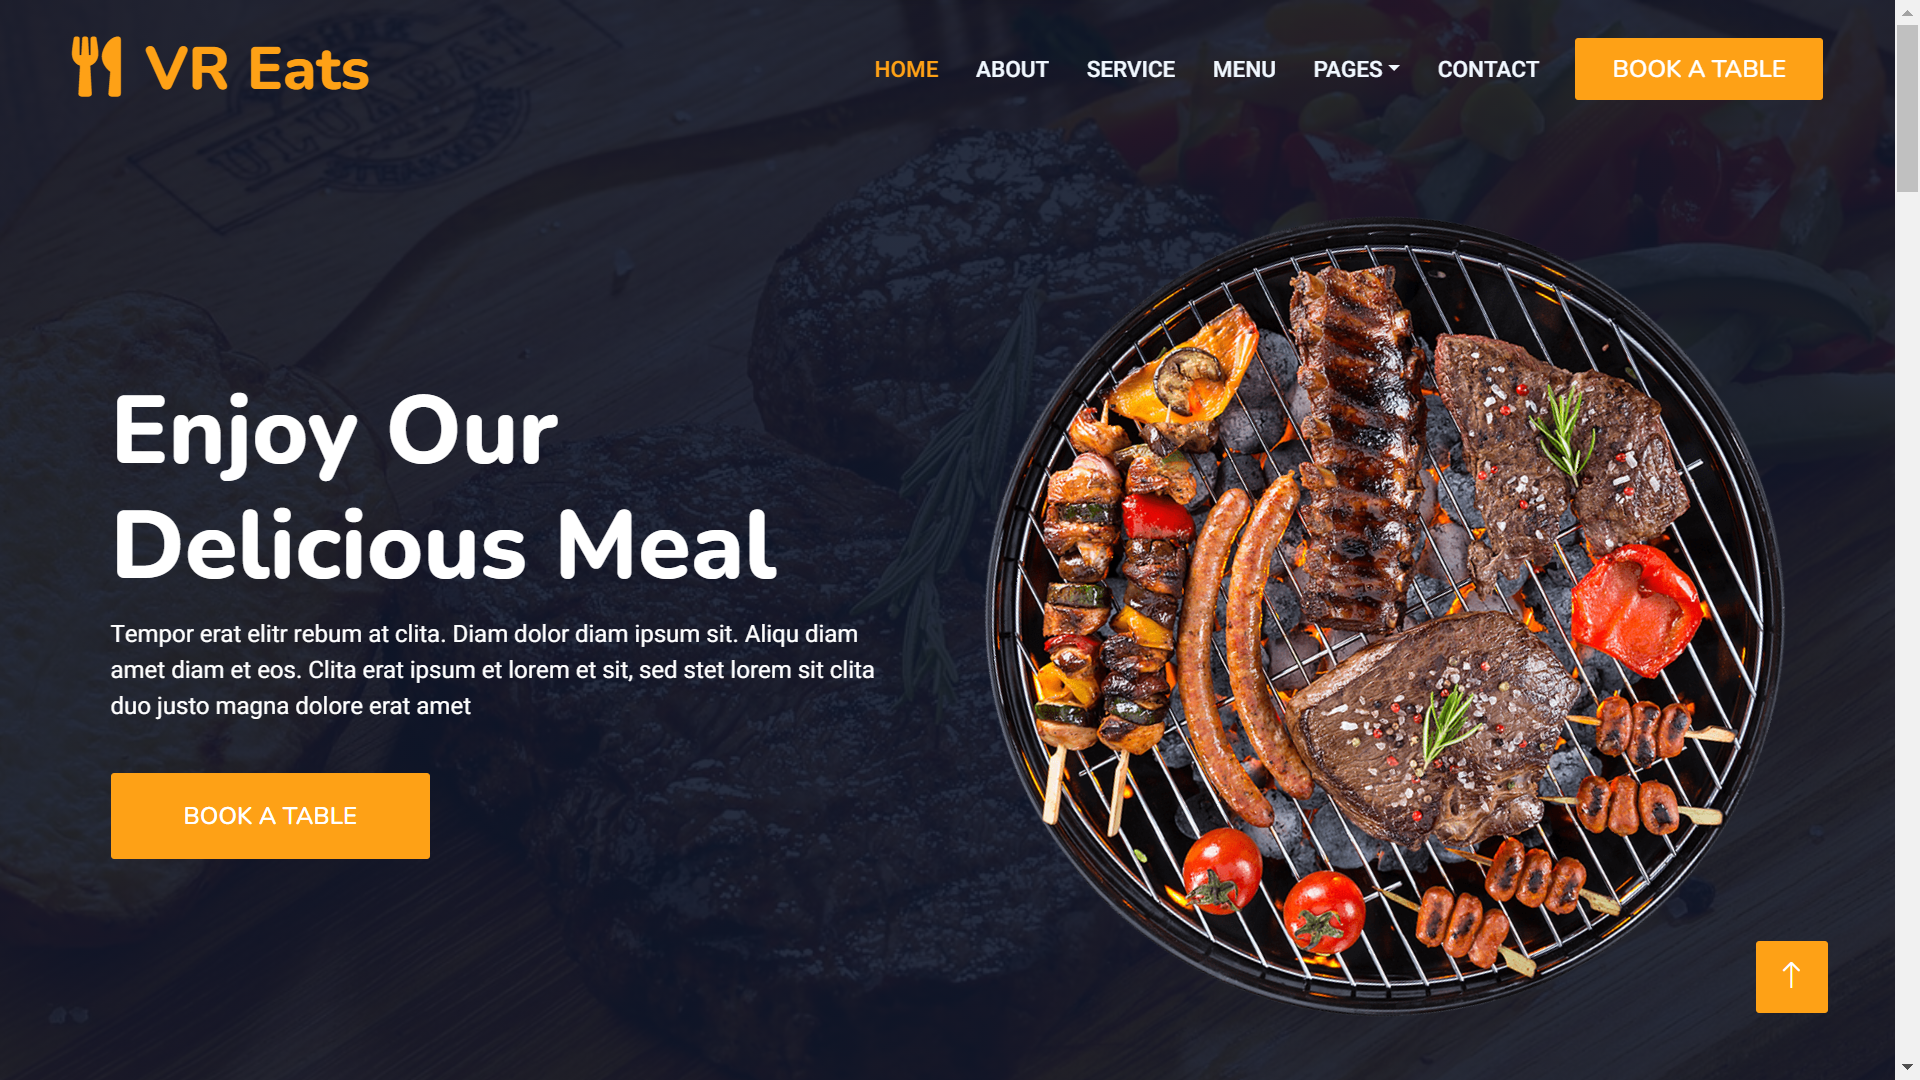 VR Eats
HOME ABOUT SERVICE MENU PAGES CONTACT BOOK A TABLE
Enjoy Our
Delicious Meal
Tempor erat elitr rebum at clita. Diam dolor diam ipsum sit. Aliqu diam
amet diam et eos. Clita erat ipsum et lorem et sit, sed stet lorem sit clita
duo justo magna dolore erat amet
BOOK A TABLE